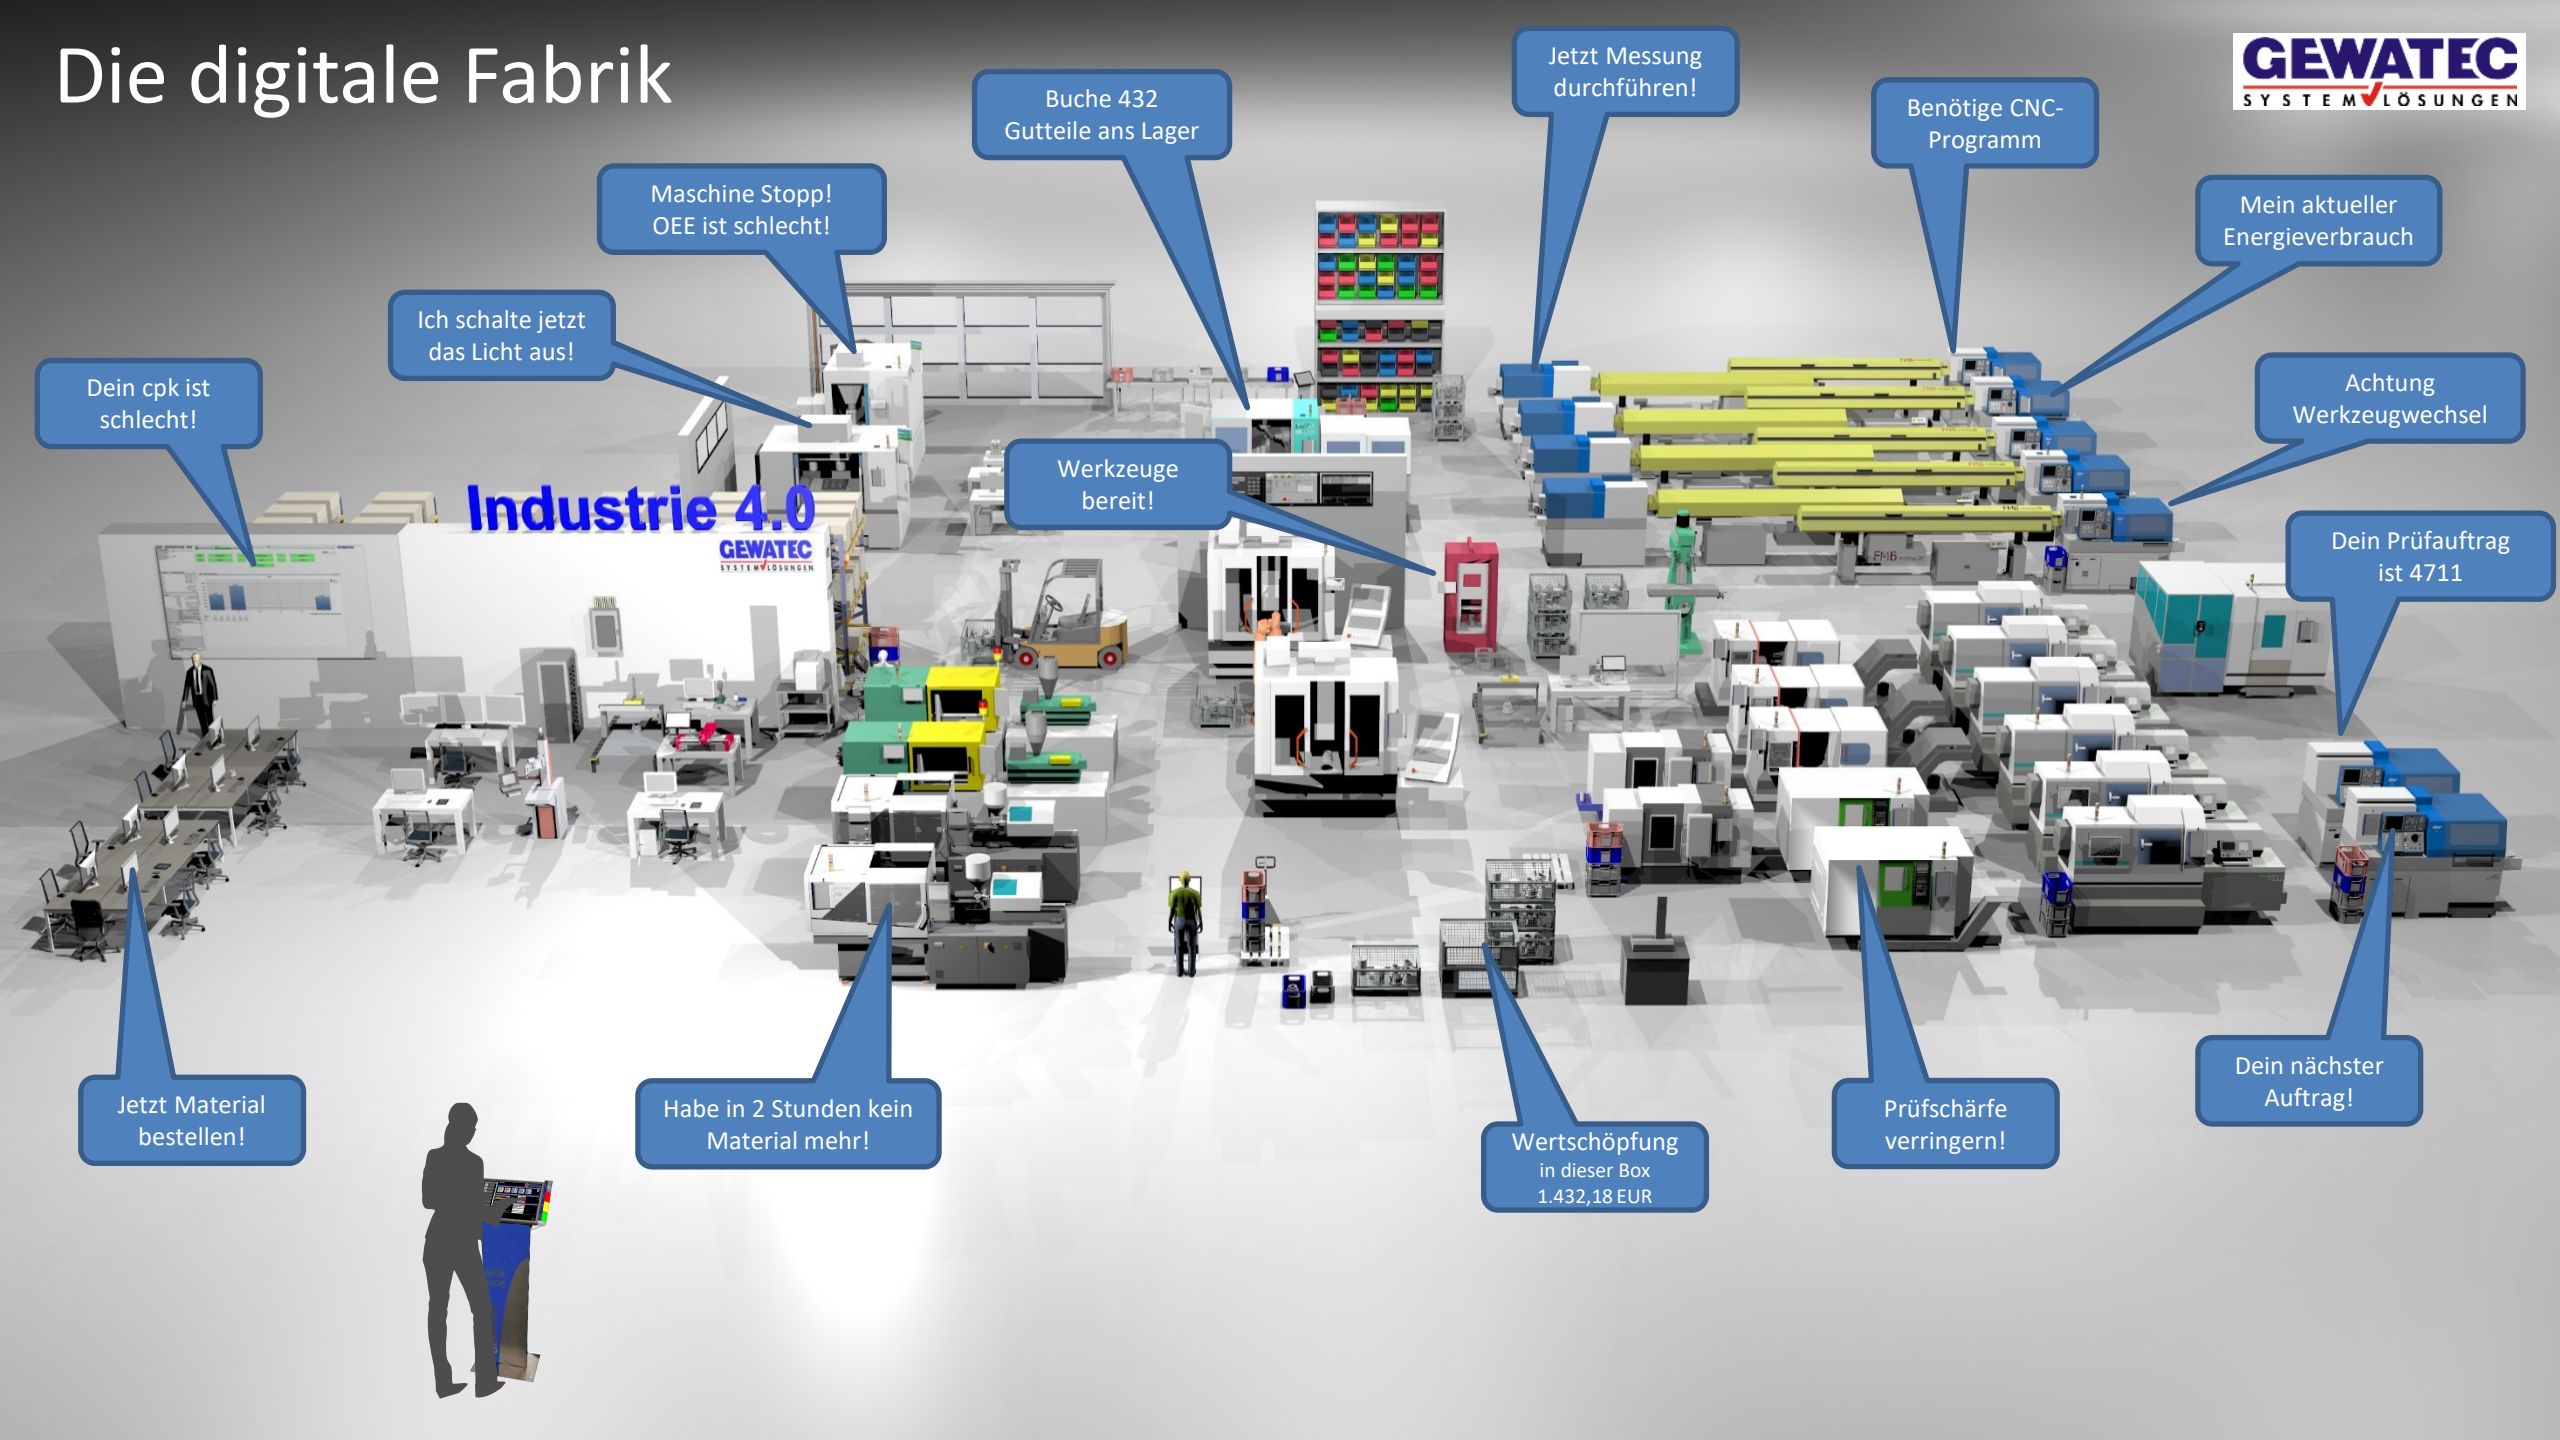 Die digitale Fabrik
GEWATEC
SYSTEMLÖSUNGEN
Jetzt Messung
durchführen!
Buche 432
Gutteile ans Lager
Benötige CNC-
Programm
Maschine Stopp!
OEE ist schlecht!
Mein aktueller
Energieverbrauch
Ich schalte jetzt
das Licht aus!
Dein cpk ist
schlecht!
Achtung
Werkzeugwechsel
Werkzeuge
bereit!
Industrie 4.0
GEWATEC
SYSTEMLÖSUNGEN
Dein Prüfauftrag
ist 4711
FMB
Jetzt Material
bestellen!
Habe in 2 Stunden kein
Material mehr!
Wertschöpfung
in dieser Box
1.432,18 EUR
Prüfschärfe
verringern!
Dein nächster
Auftrag!